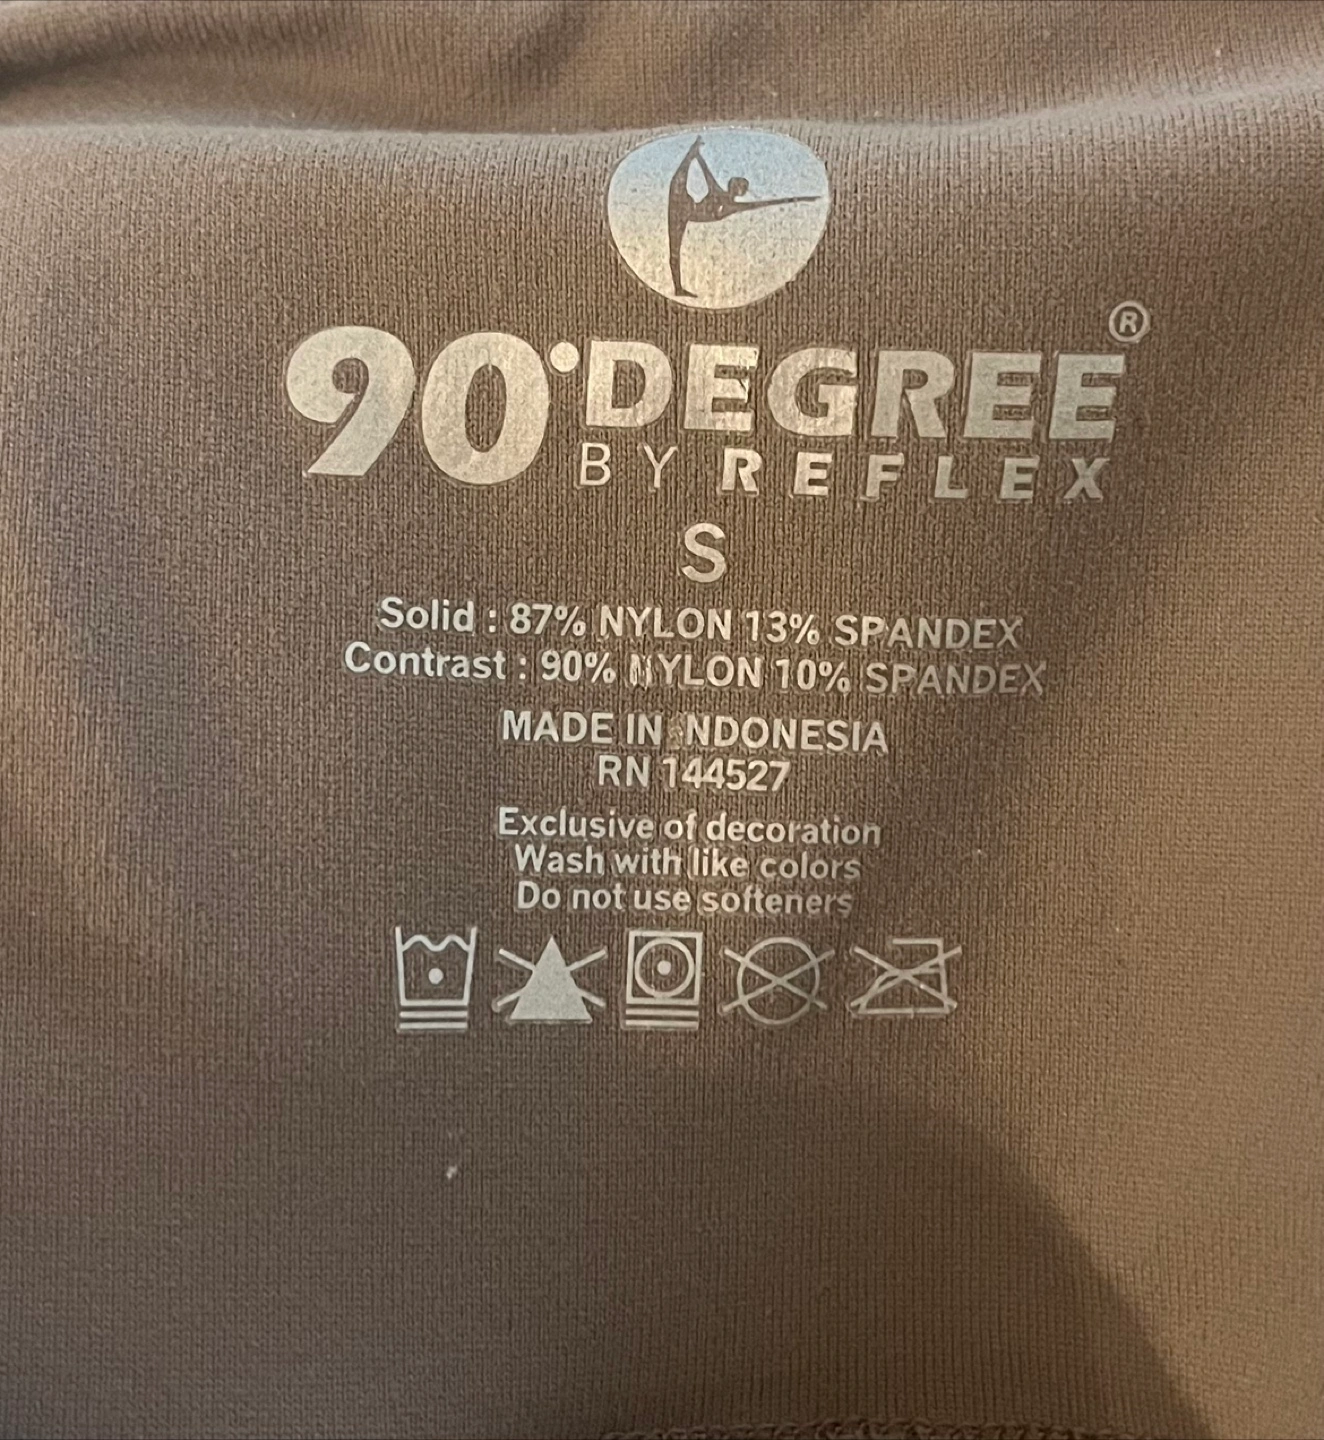 90°DEGREE®
BY REFLEX
S
Solid : 87% NYLON 13% SPANDEX
Contrast : 90% NYLON 10% SPANDEX
MADE IN INDONESIA
RN 144527
Exclusive of decoration
Wash with like colors
Do not use softeners